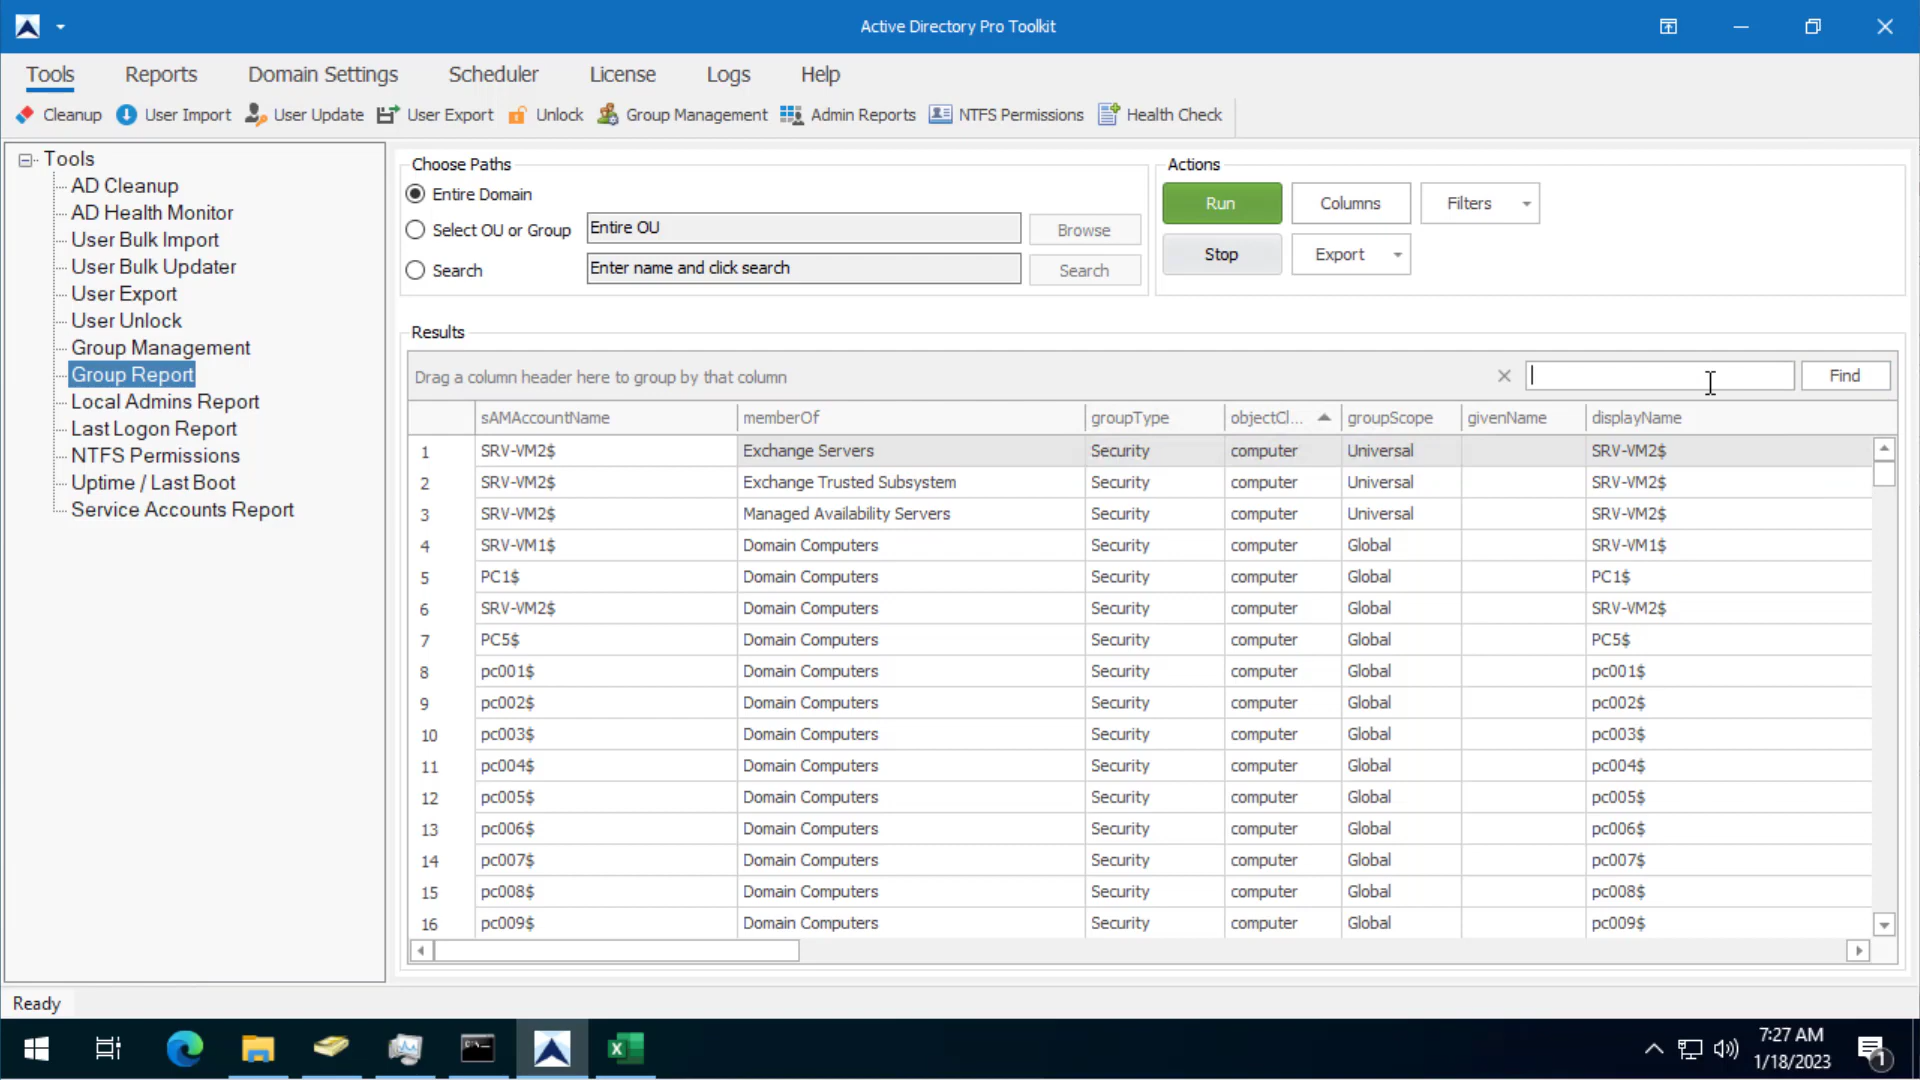 Active Directory Pro Toolkit
Tools Reports Domain Settings Scheduler License Logs Help
Cleanup User Import User Update User Export Unlock Group Management Admin Reports NTFS Permissions Health Check
Tools
AD Cleanup
AD Health Monitor
User Bulk Import
User Bulk Updater
User Export
User Unlock
Group Management
Group Report
Local Admins Report
Last Logon Report
NTFS Permissions
Uptime / Last Boot
Service Accounts Report
Choose Paths
Entire Domain
Select OU or Group Entire OU Browse
Search Enter name and click search Search
Actions
Run Columns Filters
Stop Export
Results
Drag a column header here to group by that column Find
sAMAccountName memberOf groupType objectCl... groupScope givenName displayName
1 SRV-VM2$ Exchange Servers Security computer Universal SRV-VM2$
2 SRV-VM2$ Exchange Trusted Subsystem Security computer Universal SRV-VM2$
3 SRV-VM2$ Managed Availability Servers Security computer Universal SRV-VM2$
4 SRV-VM1$ Domain Computers Security computer Global SRV-VM1$
5 PC1$ Domain Computers Security computer Global PC1$
6 SRV-VM2$ Domain Computers Security computer Global SRV-VM2$
7 PC5$ Domain Computers Security computer Global PC5$
8 pc001$ Domain Computers Security computer Global pc001$
9 pc002$ Domain Computers Security computer Global pc002$
10 pc003$ Domain Computers Security computer Global pc003$
11 pc004$ Domain Computers Security computer Global pc004$
12 pc005$ Domain Computers Security computer Global pc005$
13 pc006$ Domain Computers Security computer Global pc006$
14 pc007$ Domain Computers Security computer Global pc007$
15 pc008$ Domain Computers Security computer Global pc008$
16 pc009$ Domain Computers Security computer Global pc009$
Ready
7:27 AM
1/18/2023
1